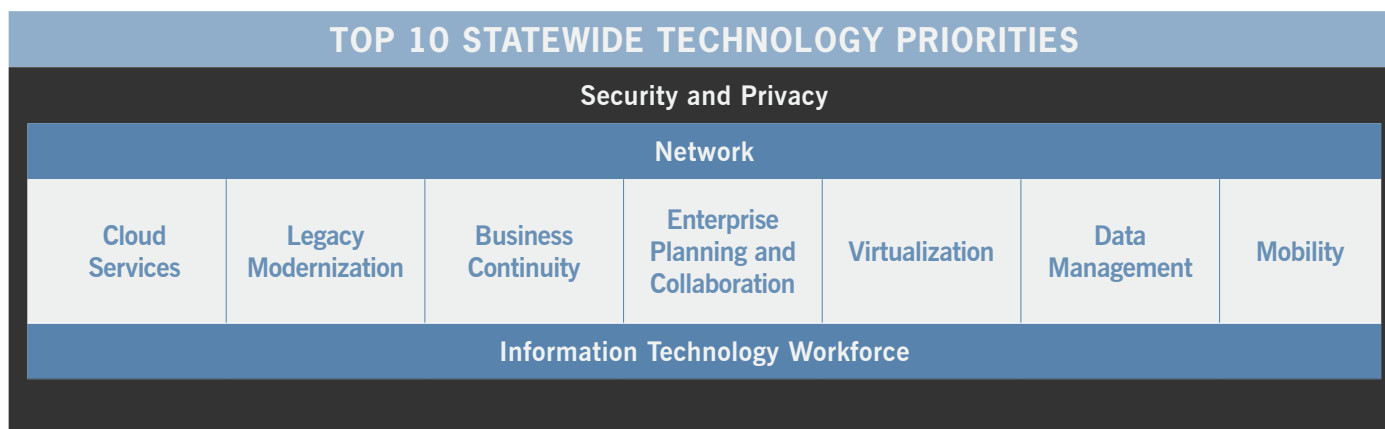 TOP 10 STATEWIDE TECHNOLOGY PRIORITIES
Security and Privacy
Network
Cloud
Services
Legacy
Modernization
Business
Continuity
Enterprise
Planning and
Collaboration
Virtualization
Data
Management
Mobility
Information Technology Workforce